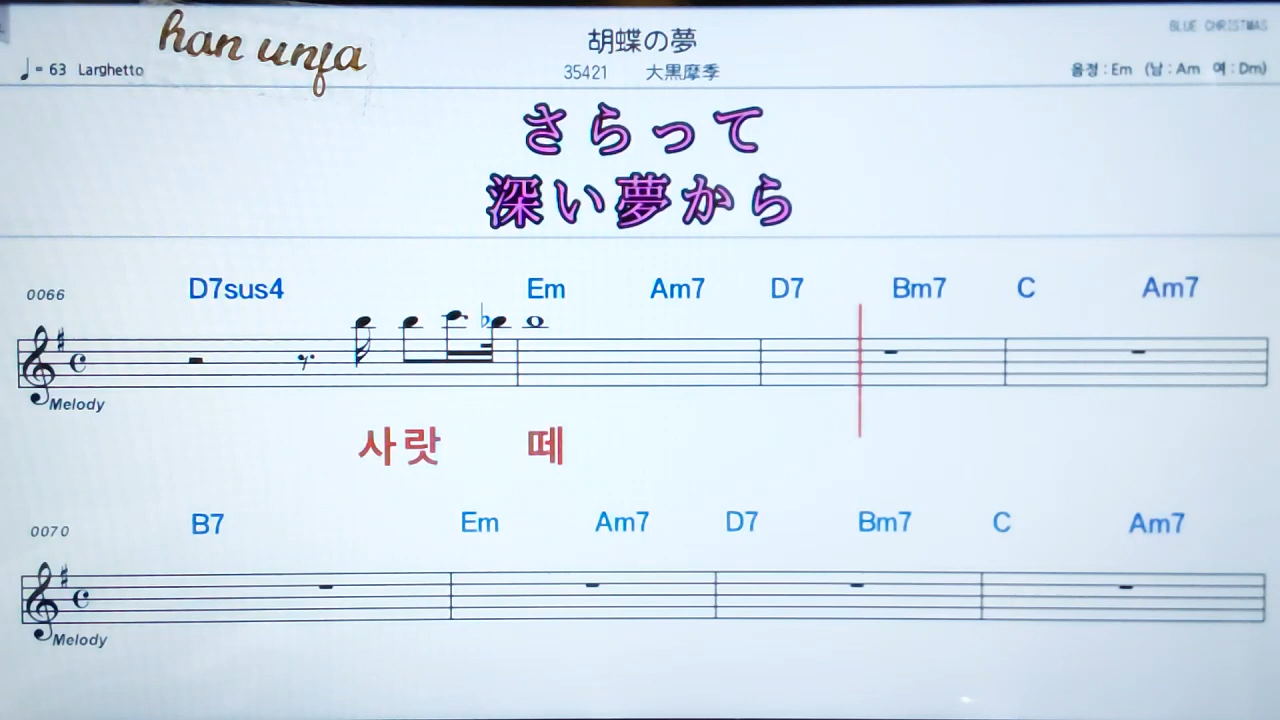 han unja
胡蝶の夢
BLUE CHRISTMAS
= 63 Larghetto
35421 大黒摩季
음정 : Em (남 : Am 여 : Dm)
さらって
深い夢から
0066 D7sus4 Em Am7 D7 Bm7 C Am7
Melody
사랏 떼
0070 B7 Em Am7 D7 Bm7 C Am7
Melody